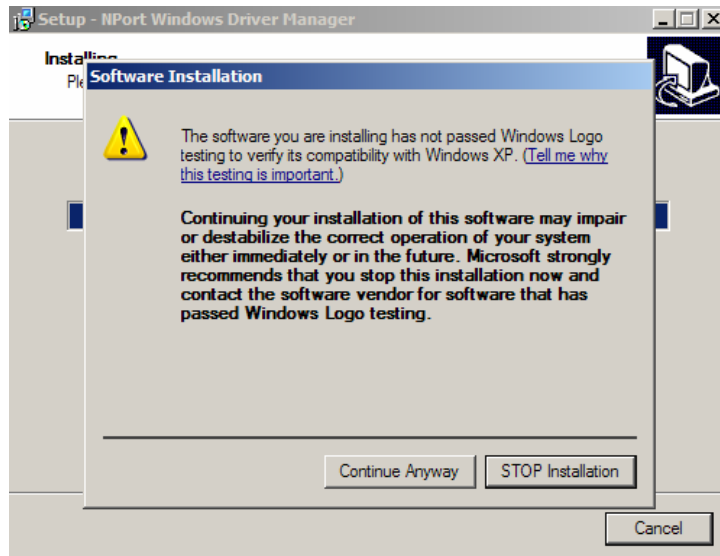 Setup - NPort Windows Driver Manager
Installing
Ple
Software Installation
The software you are installing has not passed Windows Logo
testing to verify its compatibility with Windows XP. (Tell me why
this testing is important.)
Continuing your installation of this software may impair
or destabilize the correct operation of your system
either immediately or in the future. Microsoft strongly
recommends that you stop this installation now and
contact the software vendor for software that has
passed Windows Logo testing.
Continue Anyway
STOP Installation
Cancel